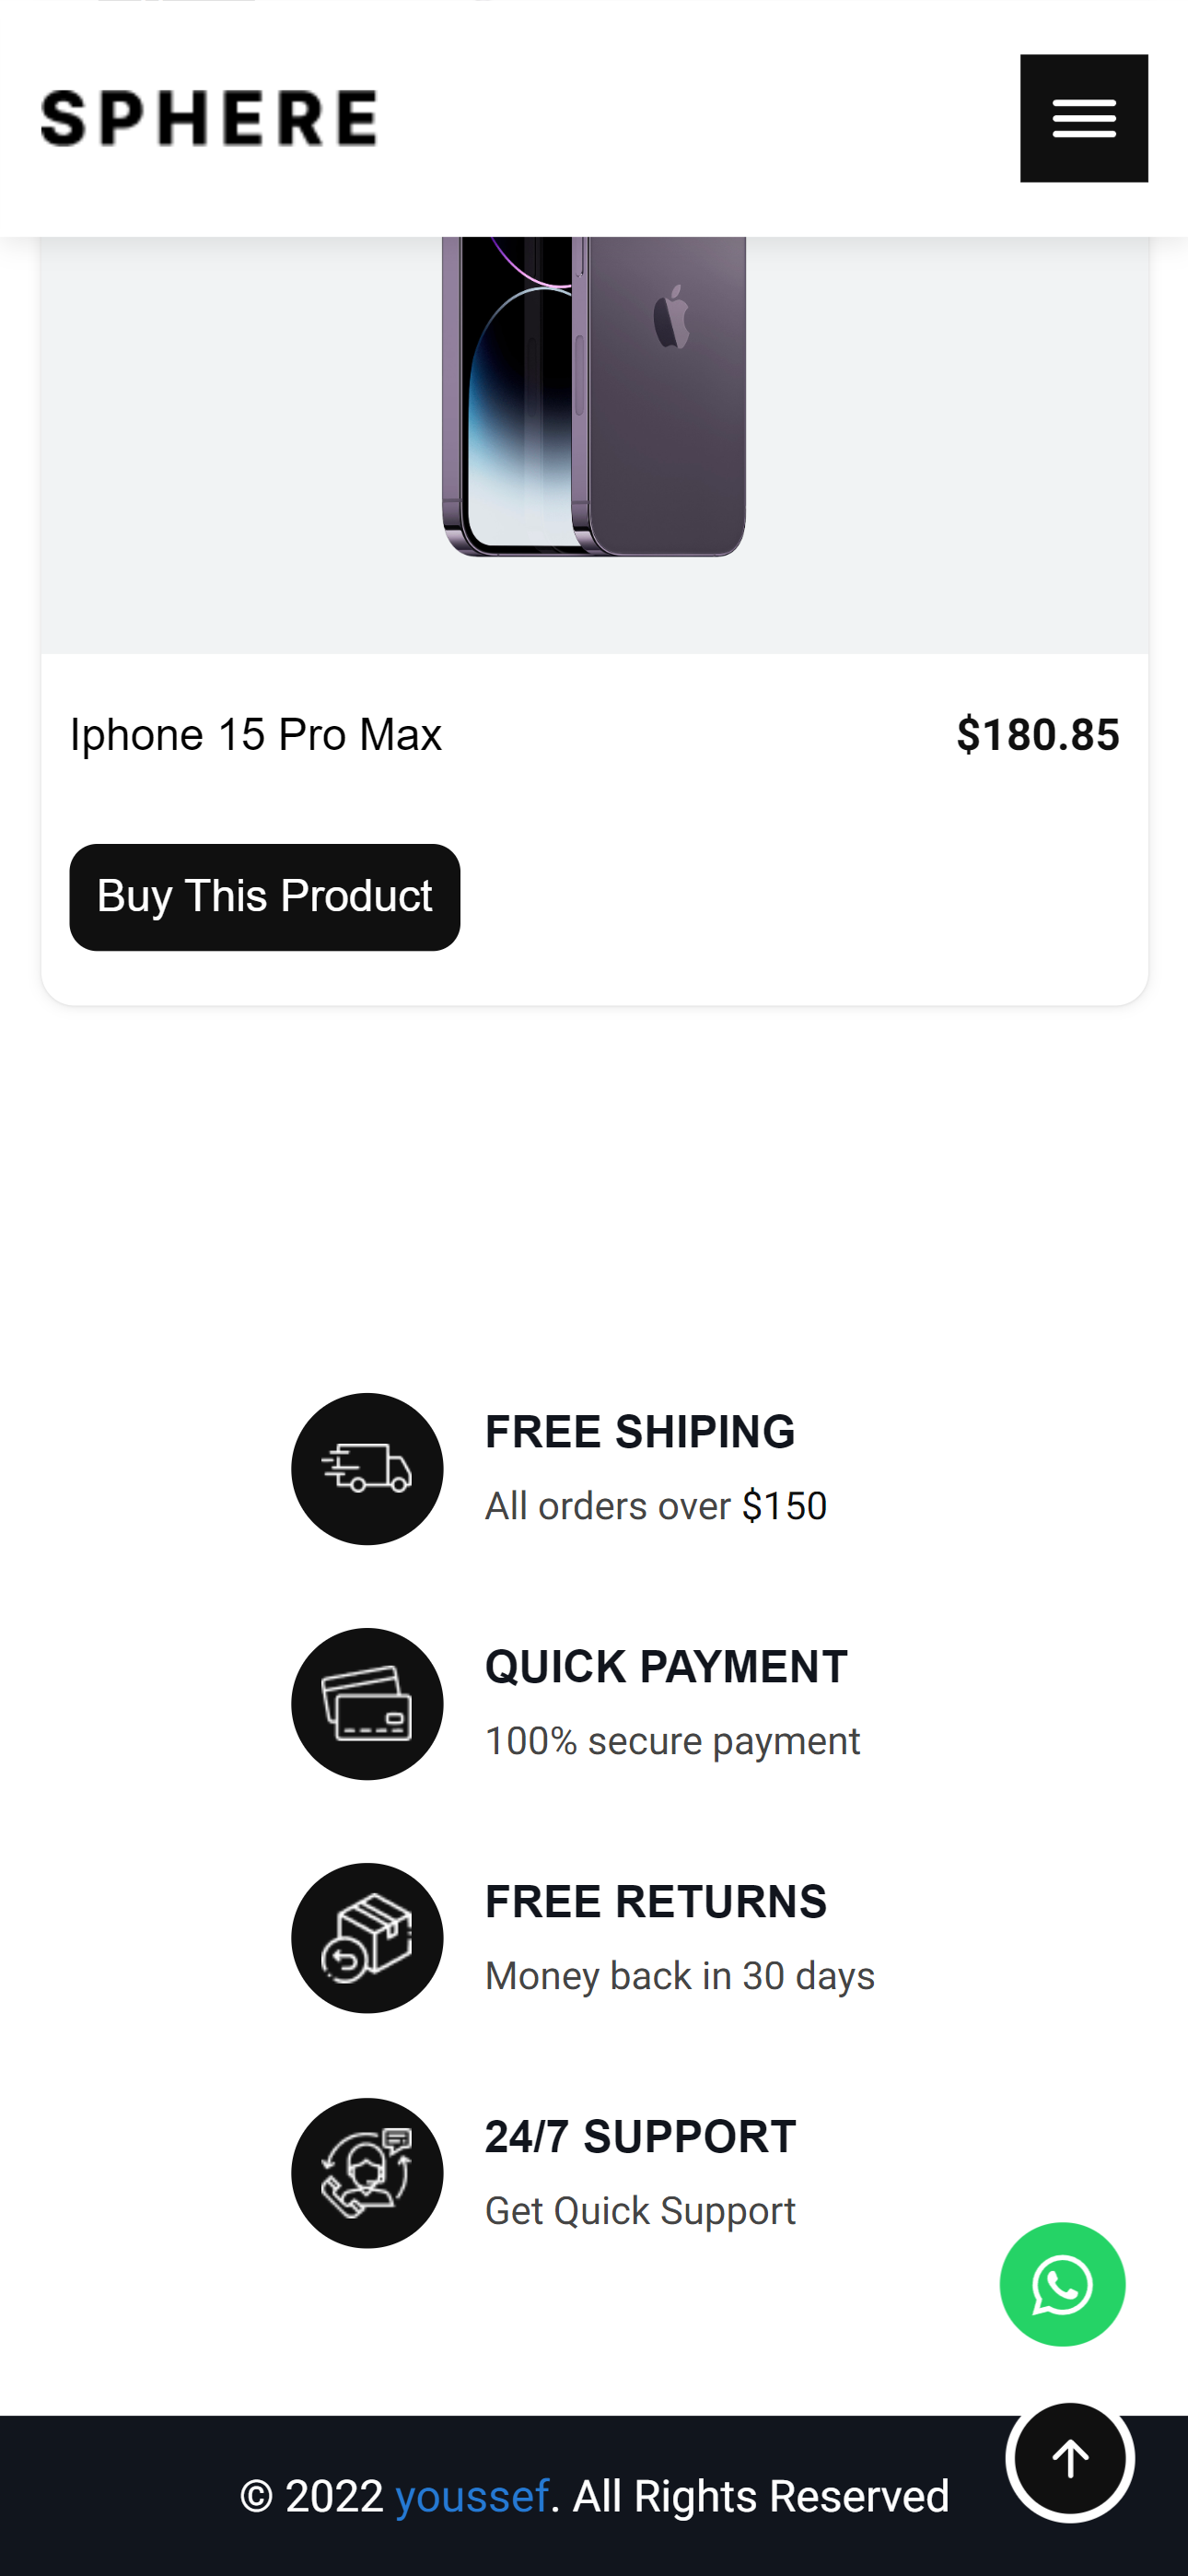 SPHERE
Iphone 15 Pro Max
$180.85
Buy This Product
FREE SHIPING
All orders over $150
QUICK PAYMENT
100% secure payment
FREE RETURNS
Money back in 30 days
24/7 SUPPORT
Get Quick Support
© 2022 youssef. All Rights Reserved